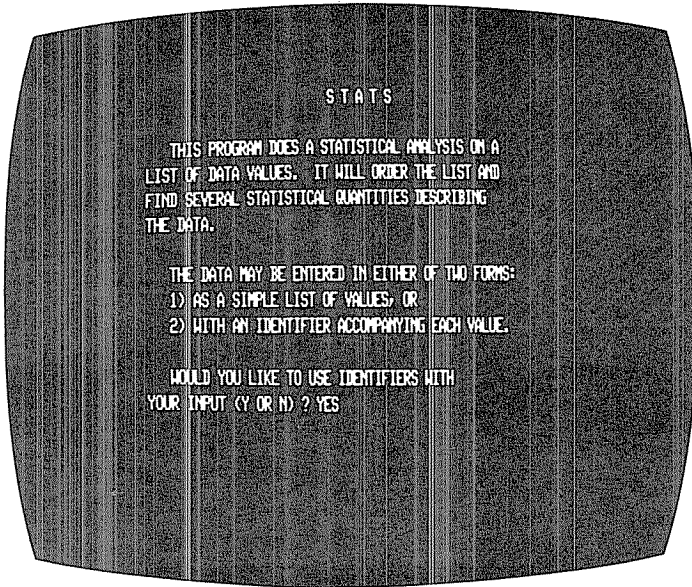 S T A T S
THIS PROGRAM DOES A STATISTICAL ANALYSIS ON A
LIST OF DATA VALUES. IT WILL ORDER THE LIST AND
FIND SEVERAL STATISTICAL QUANTITIES DESCRIBING
THE DATA.
THE DATA MAY BE ENTERED IN EITHER OF TWO FORMS:
1) AS A SIMPLE LIST OF VALUES, OR
2) WITH AN IDENTIFIER ACCOMPANYING EACH VALUE.
WOULD YOU LIKE TO USE IDENTIFIERS WITH
YOUR INPUT (Y OR N) ? YES